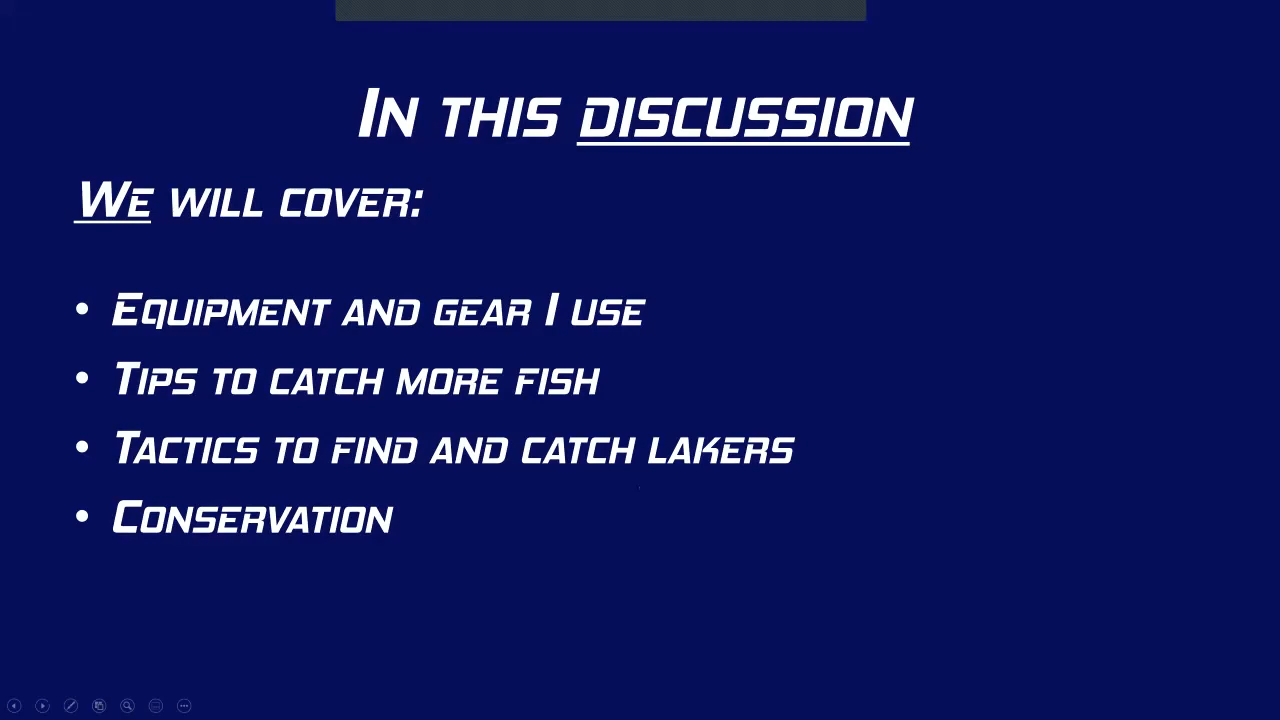 In this discussion
We will cover:
• Equipment and gear I use
• Tips to catch more fish
• Tactics to find and catch lakers
• Conservation